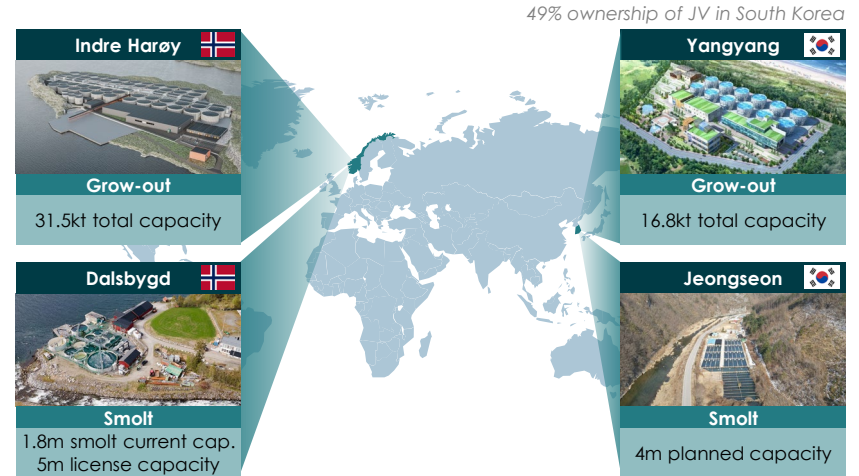 49% ownership of JV in South Korea
Indre Harøy
Grow-out
31.5kt total capacity
Yangyang
Grow-out
16.8kt total capacity
Dalsbygd
Smolt
1.8m smolt current cap.
5m license capacity
Jeongseon
Smolt
4m planned capacity